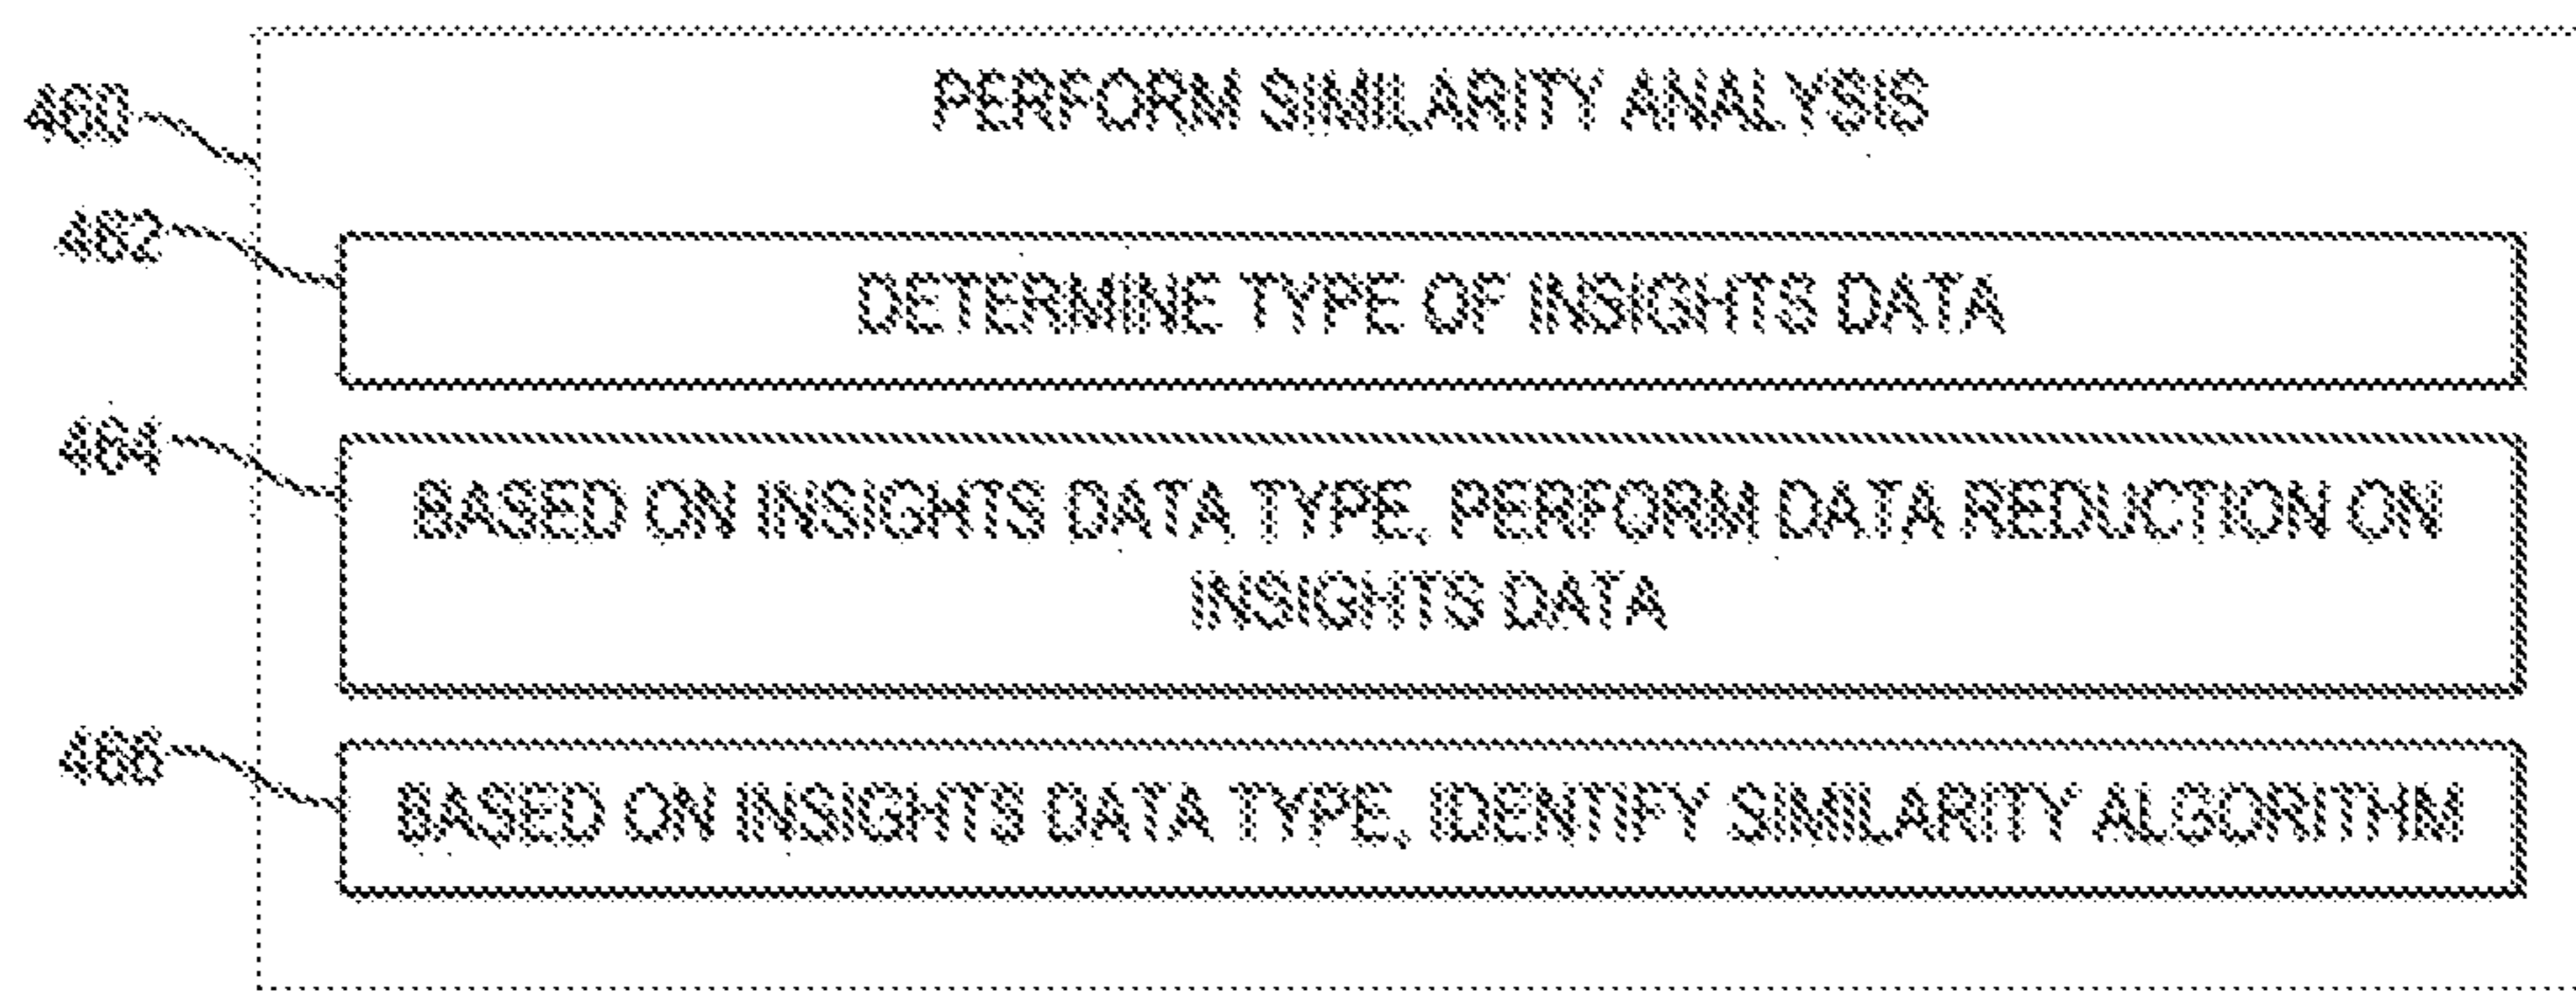 460
PERFORM SIMILARITY ANALYSIS
462
DETERMINE TYPE OF INSIGHTS DATA
464
BASED ON INSIGHTS DATA TYPE, PERFORM DATA REDUCTION ON
INSIGHTS DATA
466
BASED ON INSIGHTS DATA TYPE, IDENTIFY SIMILARITY ALGORITHM